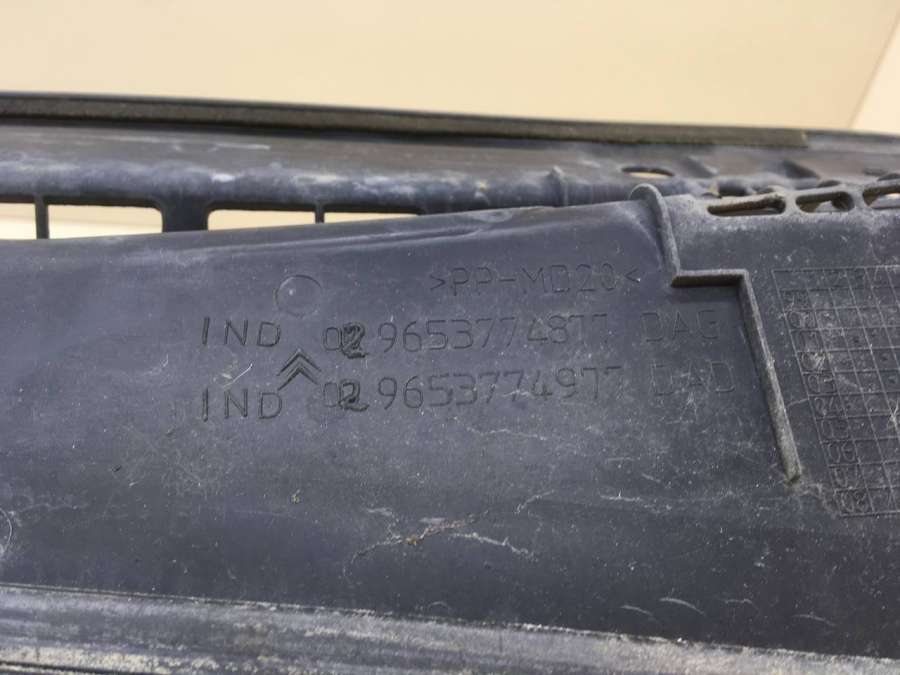 >PP-MD20<
IND 02 9653774877 DAG
IND 02 9653774977 DAD